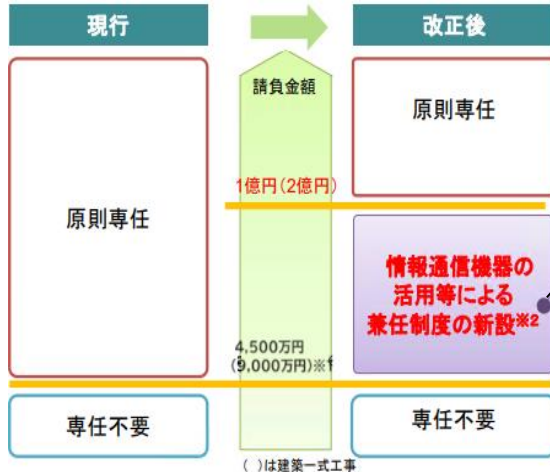 現行
改正後
請負金額
原則専任
原則専任
1億円(2億円)
情報通信機器の
活用等による
兼任制度の新設※2
4,500万円
(9,000万円)※1
専任不要
専任不要
( )は建築一式工事